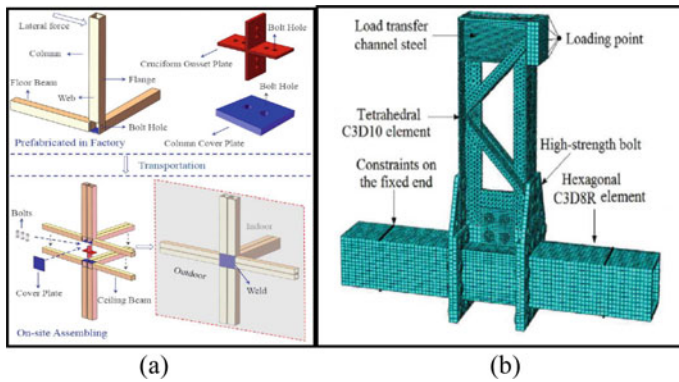 Lateral force
Column
Floor Beam
Web
Flange
Bolt Hole
Prefabricated in Factory
Bolt Hole
Cruciform Gusset Plate
Bolt Hole
Column Cover Plate
Transportation
Bolts
Cover Plate
Ceiling Beam
Indoor
Outdoor
Weld
On-site Assembling
(a)
Load transfer
channel steel
Loading point
Tetrahedral
C3D10 element
Constraints on
the fixed end
High-strength bolt
Hexagonal
C3D8R element
(b)